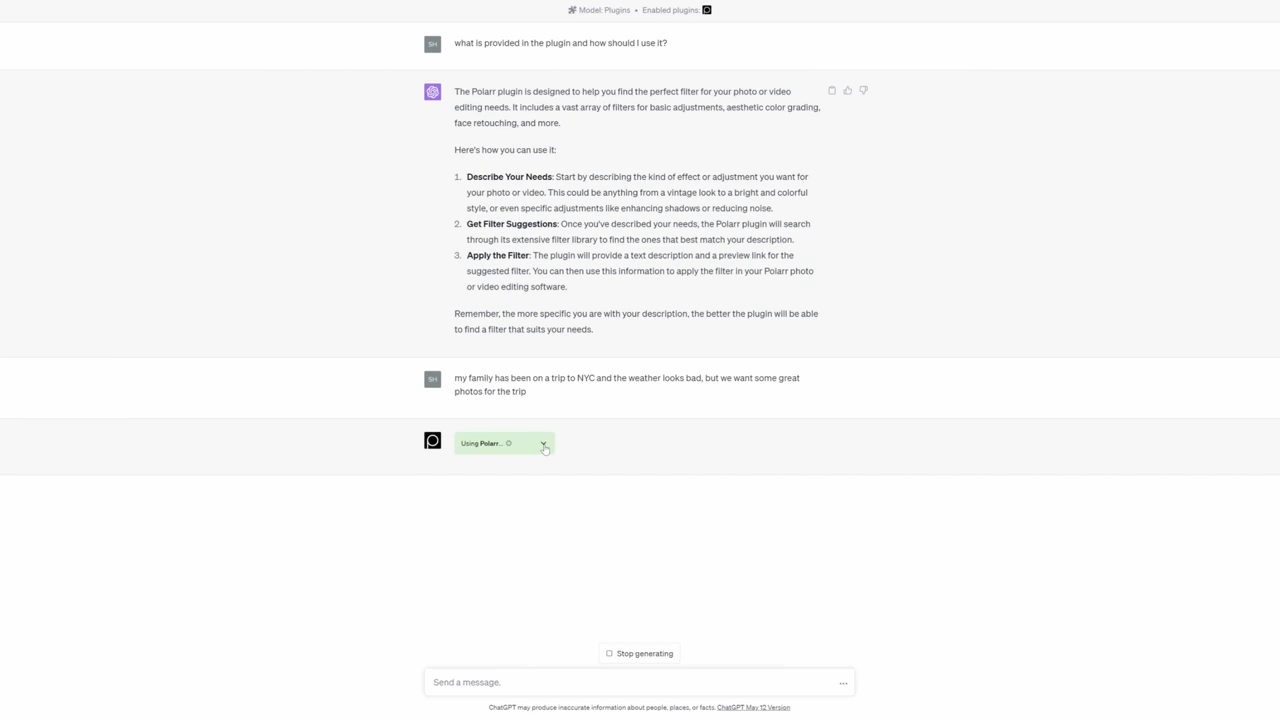 Model: Plugins • Enabled plugins:
SH
what is provided in the plugin and how should I use it?
The Polarr plugin is designed to help you find the perfect filter for your photo or video
editing needs. It includes a vast array of filters for basic adjustments, aesthetic color grading,
face retouching, and more.
Here's how you can use it:
1. Describe Your Needs: Start by describing the kind of effect or adjustment you want for
your photo or video. This could be anything from a vintage look to a bright and colorful
style, or even specific adjustments like enhancing shadows or reducing noise.
2. Get Filter Suggestions: Once you've described your needs, the Polarr plugin will search
through its extensive filter library to find the ones that best match your description.
3. Apply the Filter: The plugin will provide a text description and a preview link for the
suggested filter. You can then use this information to apply the filter in your Polarr photo
or video editing software.
Remember, the more specific you are with your description, the better the plugin will be able
to find a filter that suits your needs.
SH
my family has been on a trip to NYC and the weather looks bad, but we want some great
photos for the trip
Using Polarr...
Stop generating
Send a message.
ChatGPT may produce inaccurate information about people, places, or facts. ChatGPT May 12 Version